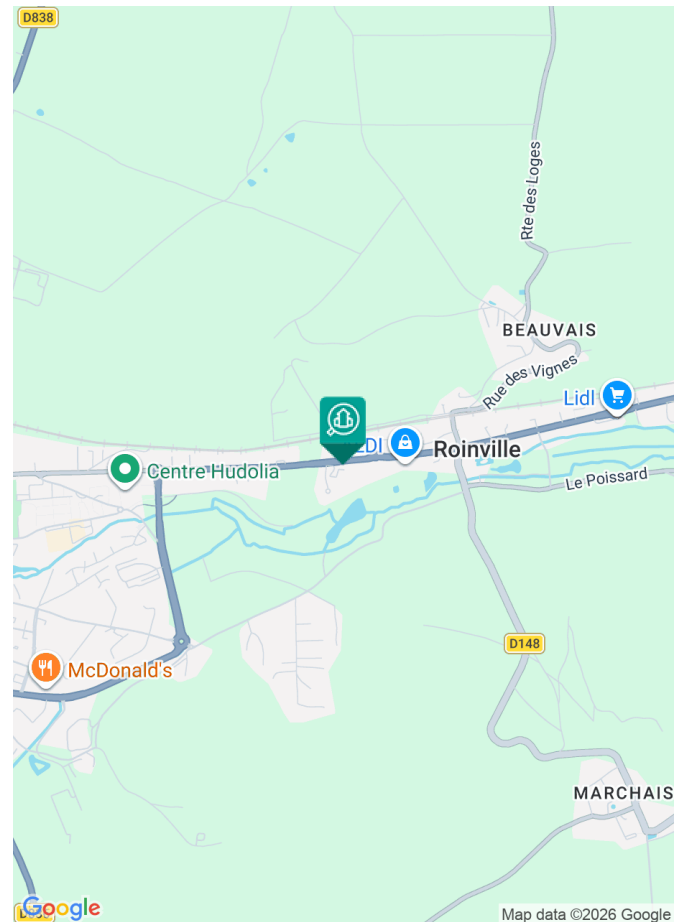 D838
Rte des Loges
BEAUVAIS
Rue des Vignes
Lidl
LDI
Roinville
Centre Hudolia
Le Poissard
D148
McDonald's
MARCHAIS
Google
Map data ©2026 Google